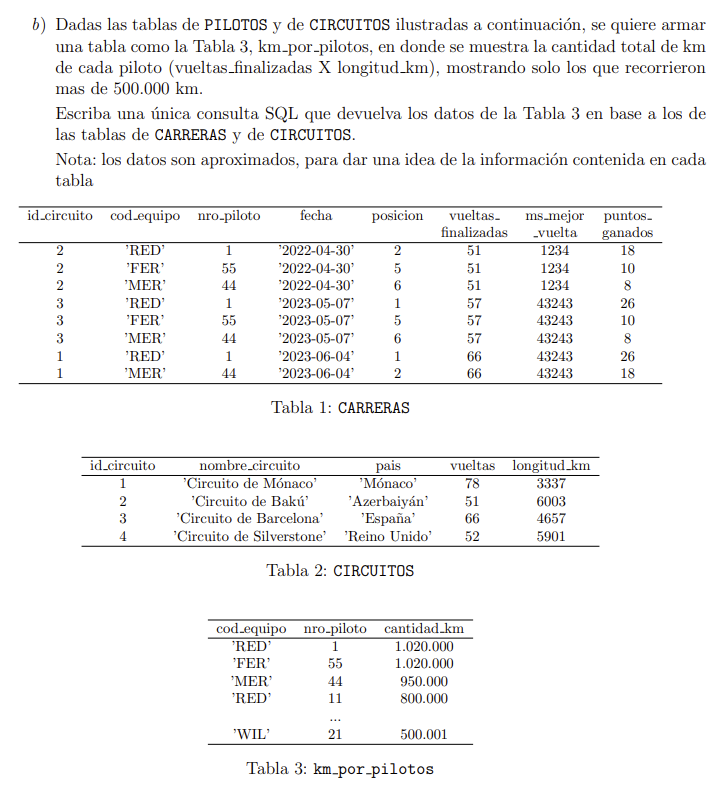 b) Dadas las tablas de PILOTOS y de CIRCUITOS ilustradas a continuación, se quiere armar
una tabla como la Tabla 3, km_por_pilotos, en donde se muestra la cantidad total de km
de cada piloto (vueltas_finalizadas X longitud_km), mostrando solo los que recorrieron
mas de 500.000 km.
Escriba una única consulta SQL que devuelva los datos de la Tabla 3 en base a los de
las tablas de CARRERAS y de CIRCUITOS.
Nota: los datos son aproximados, para dar una idea de la información contenida en cada
tabla
id_circuito cod_equipo nro_piloto fecha posicion vueltas_ ms_mejor puntos_
finalizadas _vuelta ganados
2 'RED' 1 '2022-04-30' 2 51 1234 18
2 'FER' 55 '2022-04-30' 5 51 1234 10
2 'MER' 44 '2022-04-30' 6 51 1234 8
3 'RED' 1 '2023-05-07' 1 57 43243 26
3 'FER' 55 '2023-05-07' 5 57 43243 10
3 'MER' 44 '2023-05-07' 6 57 43243 8
1 'RED' 1 '2023-06-04' 1 66 43243 26
1 'MER' 44 '2023-06-04' 2 66 43243 18
Tabla 1: CARRERAS
id_circuito nombre_circuito pais vueltas longitud_km
1 'Circuito de Mónaco' 'Mónaco' 78 3337
2 'Circuito de Bakú' 'Azerbaiyán' 51 6003
3 'Circuito de Barcelona' 'España' 66 4657
4 'Circuito de Silverstone' 'Reino Unido' 52 5901
Tabla 2: CIRCUITOS
cod_equipo nro_piloto cantidad_km
'RED' 1 1.020.000
'FER' 55 1.020.000
'MER' 44 950.000
'RED' 11 800.000
...
'WIL' 21 500.001
Tabla 3: km_por_pilotos